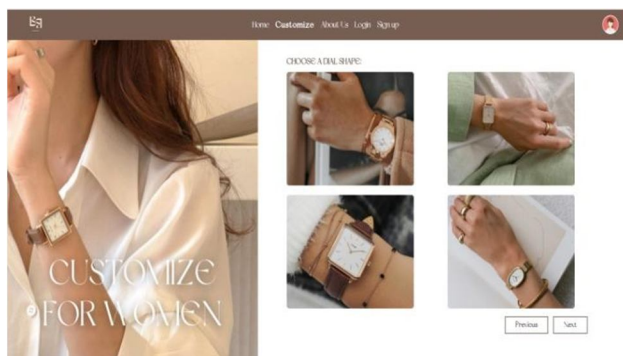 Home Customize About Us Login Sign up
CHOOSE A DIAL SHAPE:
CUSTOMIZE
FOR WOMEN
Previous Next